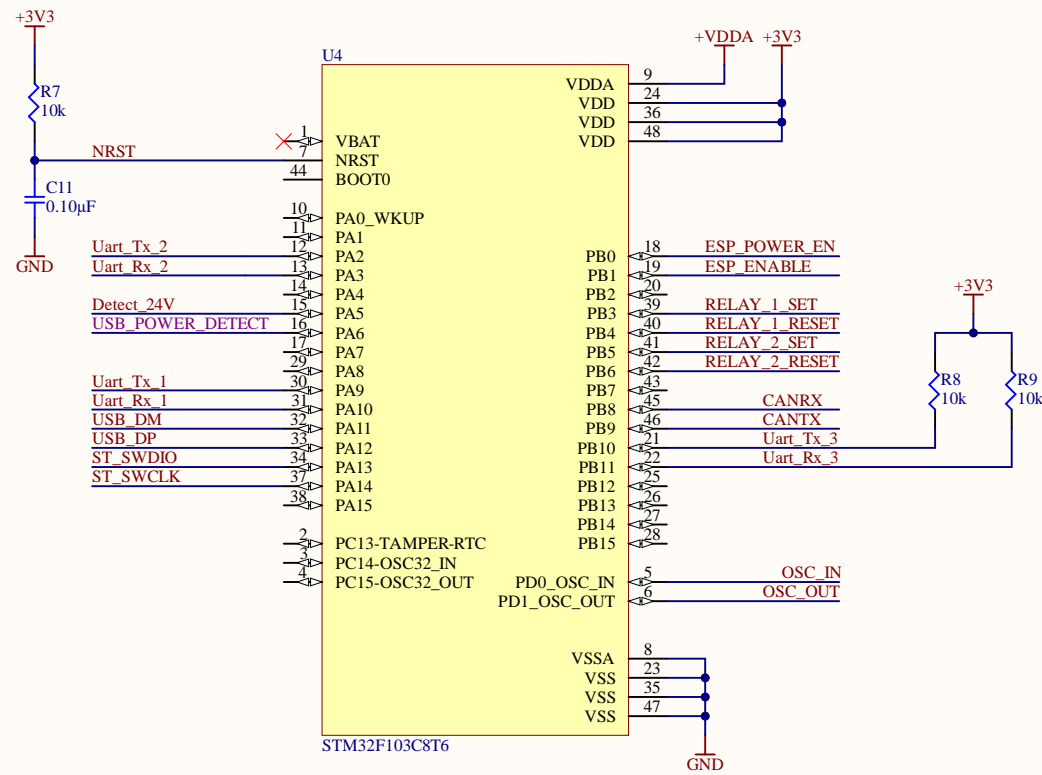 +3V3
R7
10k
NRST
C11
0.10µF
GND
U4
1 VBAT
7 NRST
44 BOOT0
10 PA0_WKUP
11 PA1
Uart_Tx_2 12 PA2
Uart_Rx_2 13 PA3
14 PA4
Detect_24V 15 PA5
USB_POWER_DETECT 16 PA6
17 PA7
29 PA8
Uart_Tx_1 30 PA9
Uart_Rx_1 31 PA10
USB_DM 32 PA11
USB_DP 33 PA12
ST_SWDIO 34 PA13
ST_SWCLK 37 PA14
38 PA15
2 PC13-TAMPER-RTC
3 PC14-OSC32_IN
4 PC15-OSC32_OUT
+VDDA +3V3
VDDA 9
VDD 24
VDD 36
VDD 48
PB0 18 ESP_POWER_EN
PB1 19 ESP_ENABLE
PB2 20
PB3 39 RELAY_1_SET
PB4 40 RELAY_1_RESET
PB5 41 RELAY_2_SET
PB6 42 RELAY_2_RESET
PB7 43
PB8 45 CANRX
PB9 46 CANTX
PB10 21 Uart_Tx_3
PB11 22 Uart_Rx_3
PB12 25
PB13 26
PB14 27
PB15 28
PD0_OSC_IN 5 OSC_IN
PD1_OSC_OUT 6 OSC_OUT
VSSA 8
VSS 23
VSS 35
VSS 47
GND
+3V3
R8
10k
R9
10k
STM32F103C8T6